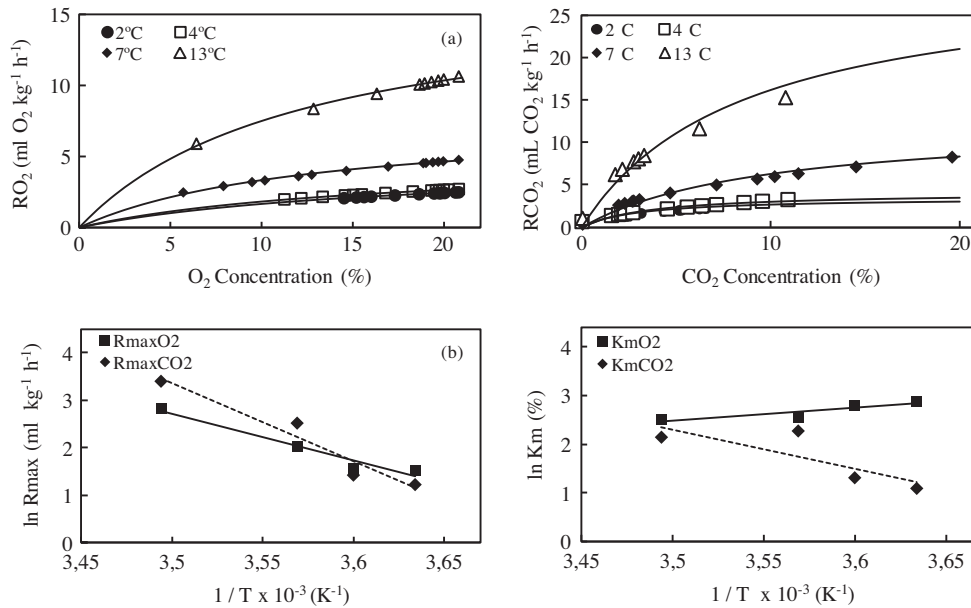 (a)
2ºC 4ºC
7ºC 13ºC
15
10
5
0
RO2 (ml O2 kg-1 h-1)
0 5 10 15 20
O2 Concentration (%)
2 C 4 C
7 C 13 C
25
20
15
10
5
0
RCO2 (mL CO2 kg-1 h-1)
0 10 20
CO2 Concentration (%)
(b)
RmaxO2
RmaxCO2
4
3
2
1
0
ln Rmax (ml kg-1 h-1)
3,45 3,5 3,55 3,6 3,65
1 / T x 10-3 (K-1)
KmO2
KmCO2
4
3
2
1
0
ln Km (%)
3,45 3,5 3,55 3,6 3,65
1 / T x 10-3 (K-1)